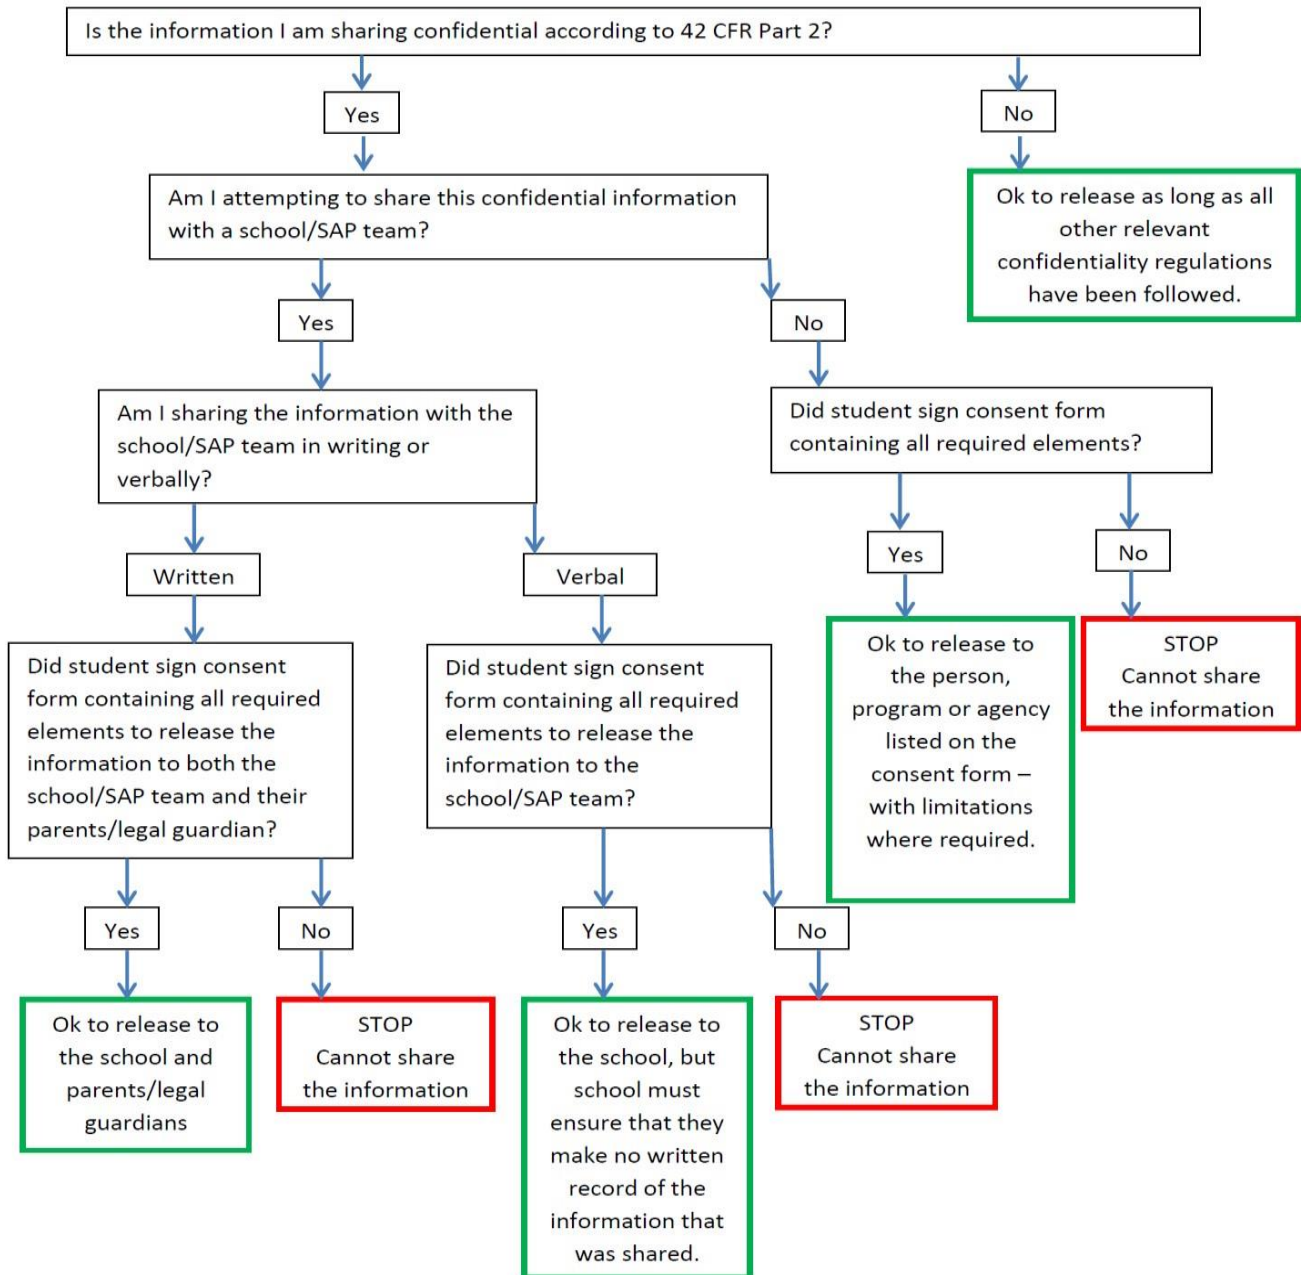 Is the information I am sharing confidential according to 42 CFR Part 2?
Yes
No
Am I attempting to share this confidential information
with a school/SAP team?
Ok to release as long as all
other relevant
confidentiality regulations
have been followed.
Yes
No
Am I sharing the information with the
school/SAP team in writing or
verbally?
Did student sign consent form
containing all required elements?
Written
Verbal
Yes
No
Did student sign consent
form containing all required
elements to release the
information to both the
school/SAP team and their
parents/legal guardian?
Did student sign consent
form containing all required
elements to release the
information to the
school/SAP team?
Ok to release to
the person,
program or agency
listed on the
consent form –
with limitations
where required.
STOP
Cannot share
the information
Yes
No
Yes
No
Ok to release to
the school and
parents/legal
guardians
STOP
Cannot share
the information
Ok to release to
the school, but
school must
ensure that they
make no written
record of the
information that
was shared.
STOP
Cannot share
the information